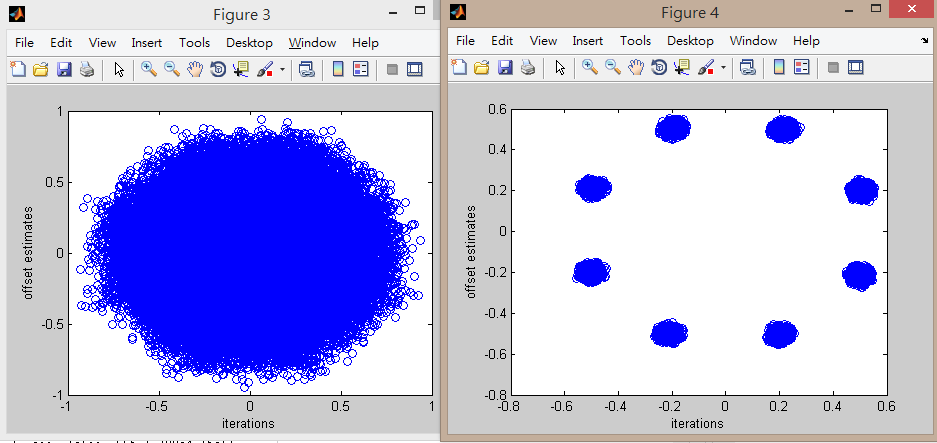 Figure 3
File Edit View Insert Tools Desktop Window Help
1
0.5
0
-0.5
-1
offset estimates
-1 -0.5 0 0.5 1
iterations
Figure 4
File Edit View Insert Tools Desktop Window Help
0.6
0.4
0.2
0
-0.2
-0.4
-0.6
-0.8
offset estimates
-0.8 -0.6 -0.4 -0.2 0 0.2 0.4 0.6
iterations